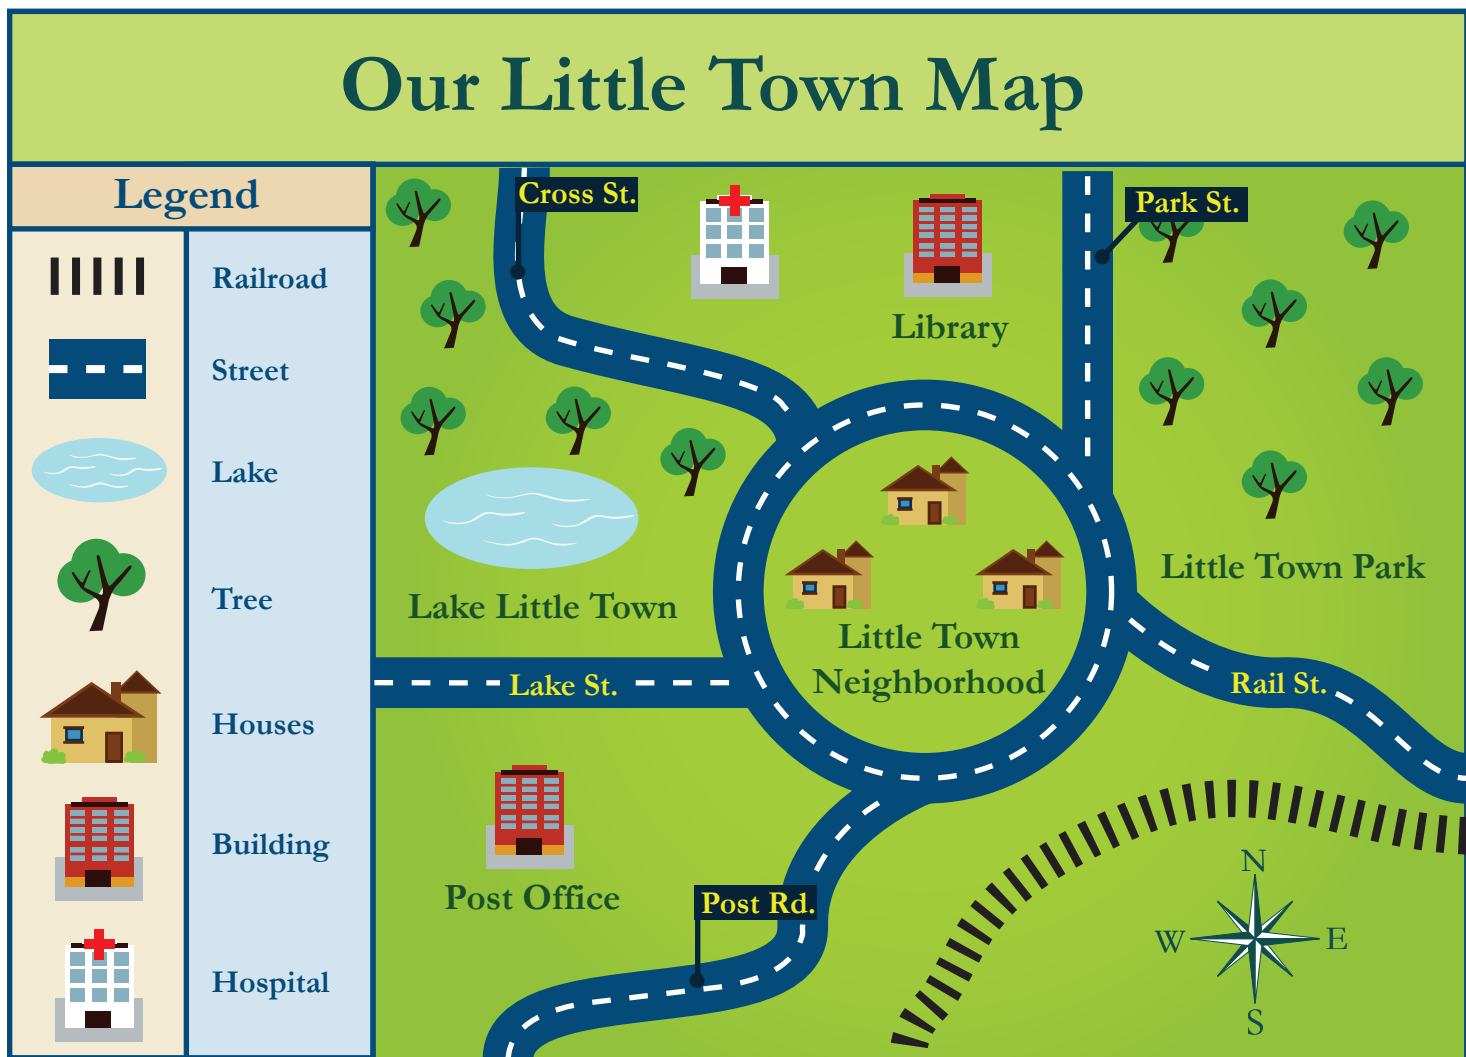 Our Little Town Map
Legend
Railroad
Street
Lake
Tree
Houses
Building
Hospital
Cross St.
Park St.
Library
Little Town Park
Lake Little Town
Little Town
Neighborhood
Lake St.
Rail St.
Post Office
Post Rd.
N
W
E
S